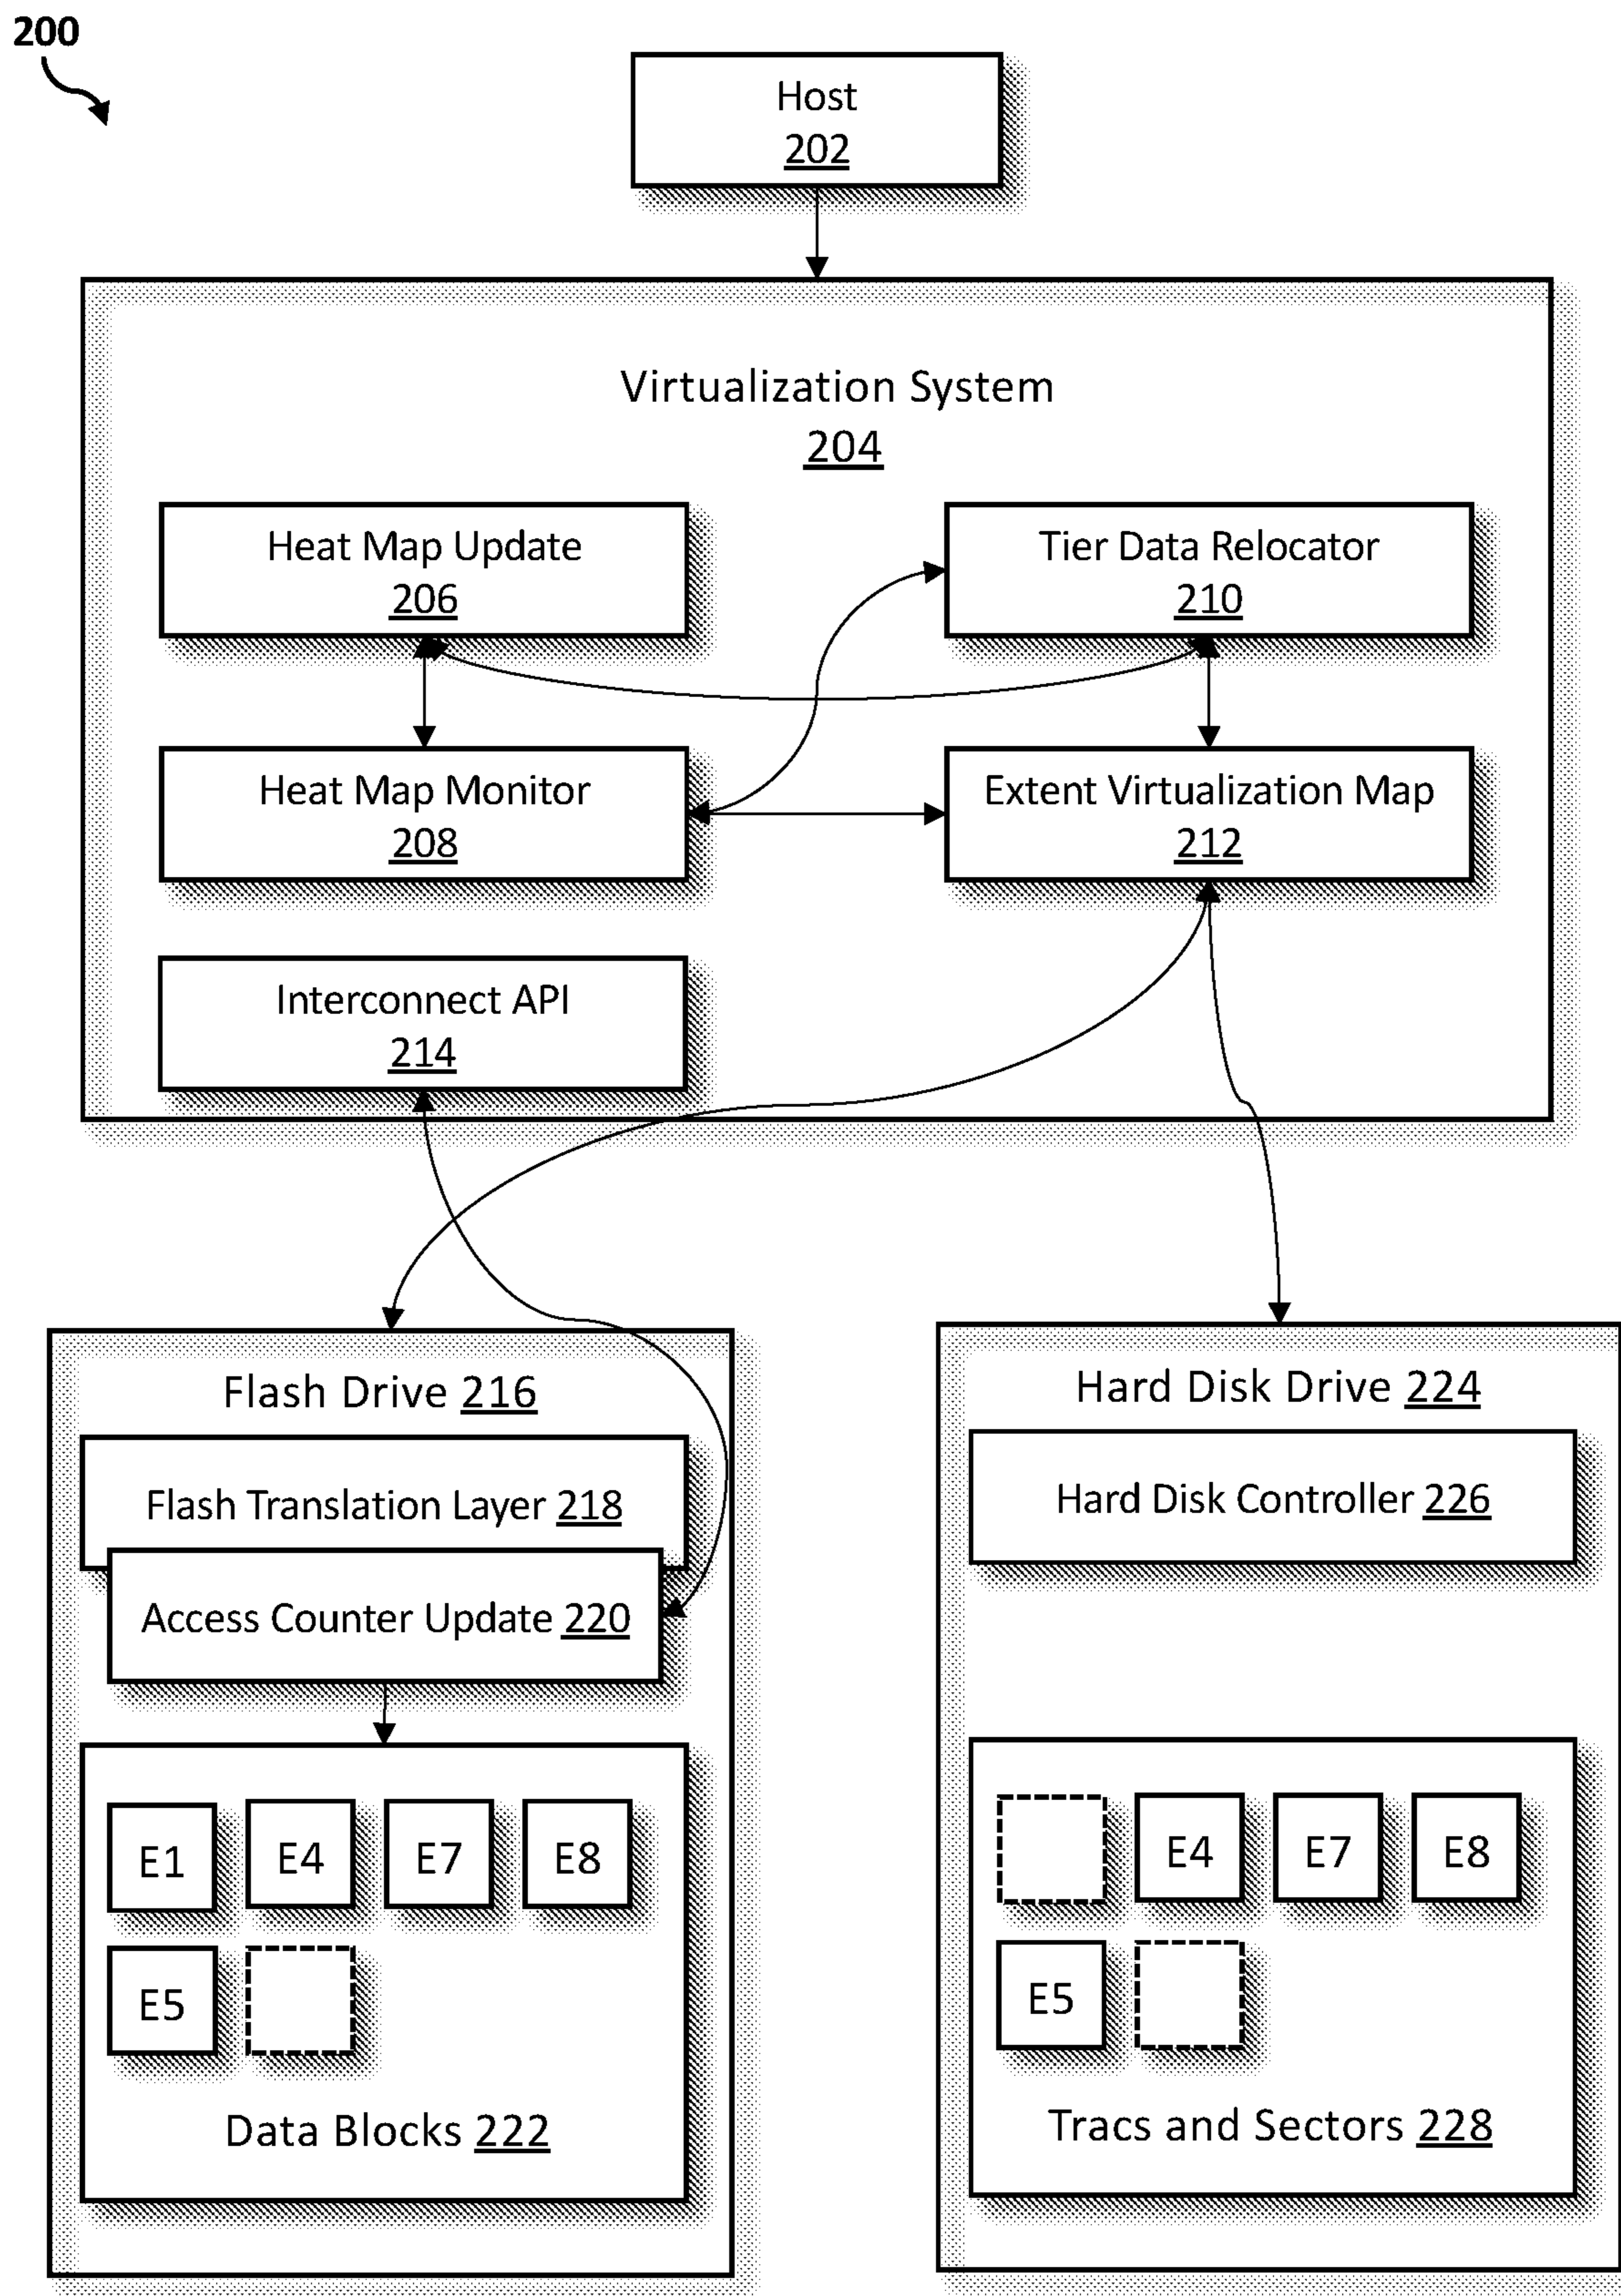 200
Host
202
Virtualization System
204
Heat Map Update
206
Tier Data Relocator
210
Heat Map Monitor
208
Extent Virtualization Map
212
Interconnect API
214
Flash Drive 216
Flash Translation Layer 218
Access Counter Update 220
E1 E4 E7 E8
E5
Data Blocks 222
Hard Disk Drive 224
Hard Disk Controller 226
E4 E7 E8
E5
Tracs and Sectors 228